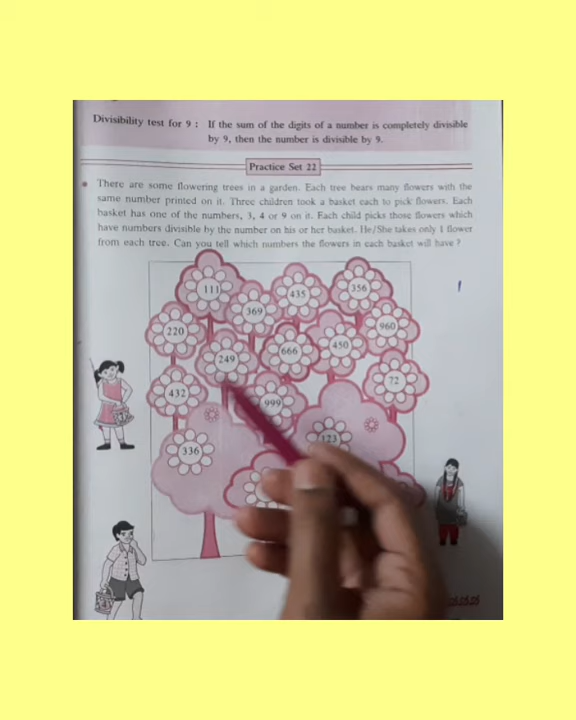 Divisibility test for 9 : If the sum of the digits of a number is completely divisible
by 9, then the number is divisible by 9.
Practice Set 22
There are some flowering trees in a garden. Each tree bears many flowers with the
same number printed on it. Three children took a basket each to pick flowers. Each
basket has one of the numbers, 3, 4 or 9 on it. Each child picks those flowers which
have numbers divisible by the number on his or her basket. He/She takes only 1 flower
from each tree. Can you tell which numbers the flowers in each basket will have ?
111
435
356
369
220
960
249
666
450
72
432
999
336
123